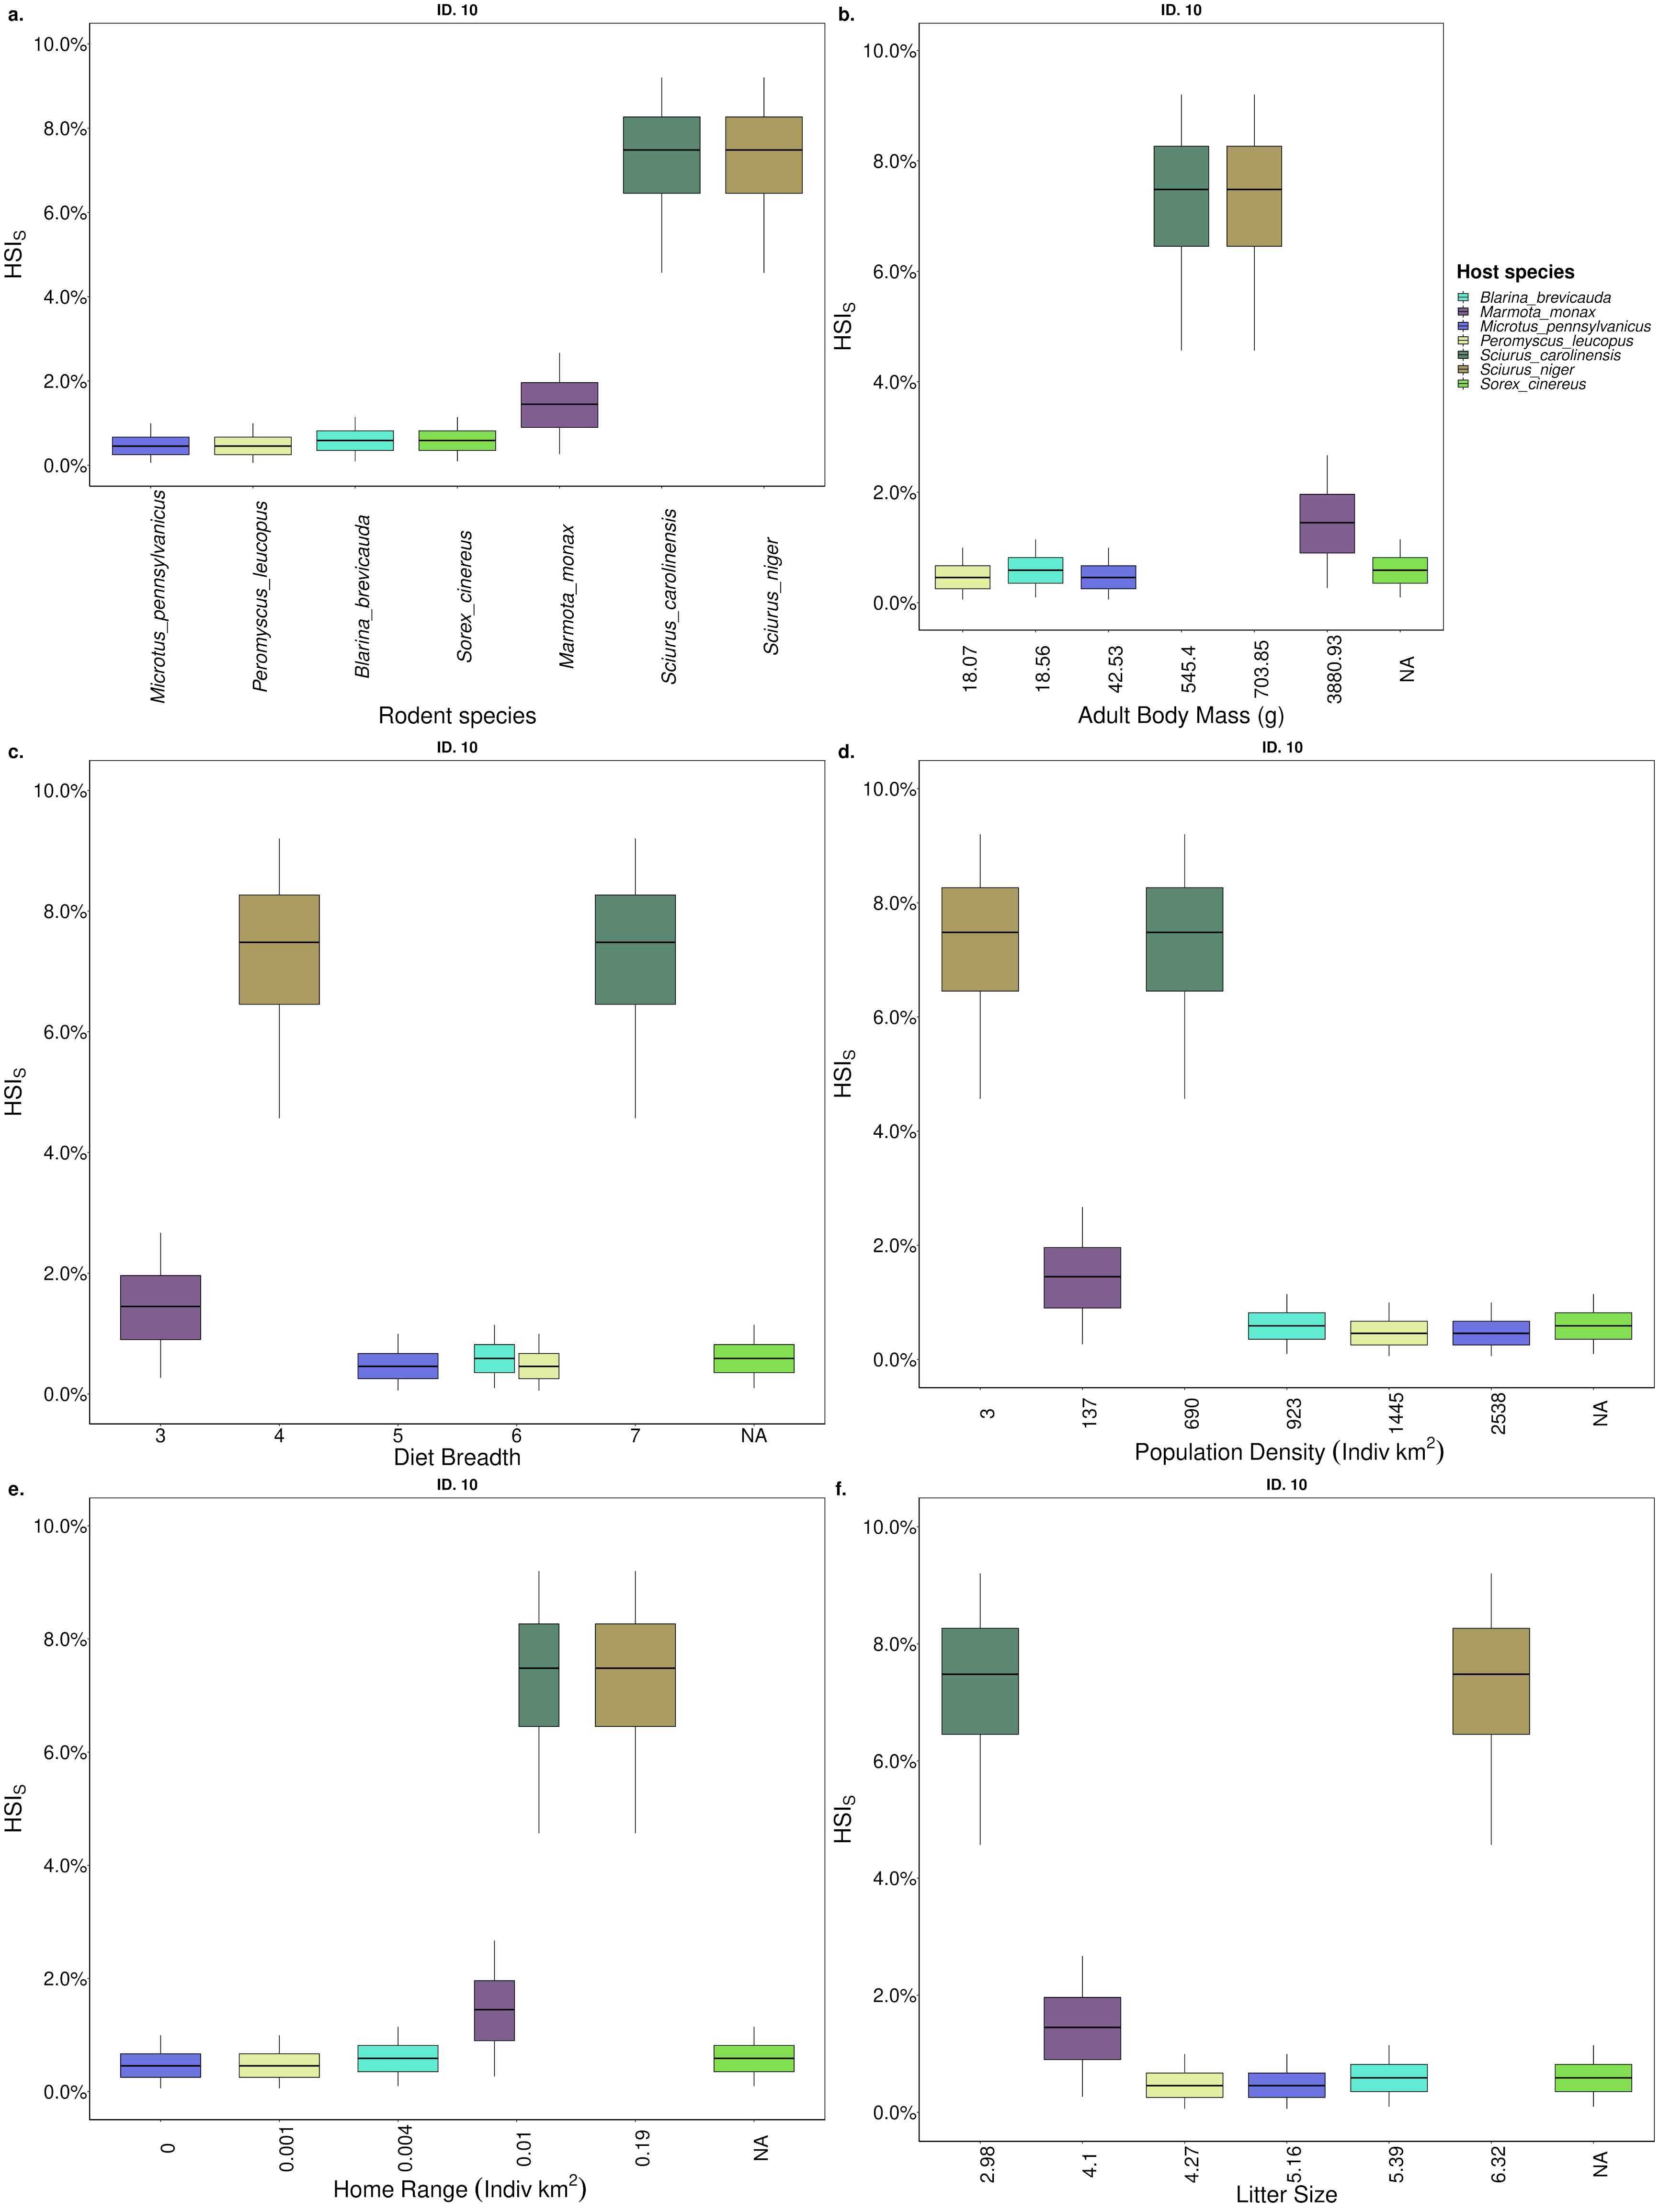 a.
ID. 10
HSIS
10.0%
8.0%
6.0%
4.0%
2.0%
0.0%
Microtus_pennsylvanicus
Peromyscus_leucopus
Blarina_brevicauda
Sorex_cinereus
Marmota_monax
Sciurus_carolinensis
Sciurus_niger
Rodent species
b.
ID. 10
HSIS
10.0%
8.0%
6.0%
4.0%
2.0%
0.0%
18.07
18.56
42.53
545.4
703.85
3880.93
NA
Adult Body Mass (g)
Host species
Blarina_brevicauda
Marmota_monax
Microtus_pennsylvanicus
Peromyscus_leucopus
Sciurus_carolinensis
Sciurus_niger
Sorex_cinereus
c.
ID. 10
HSIS
10.0%
8.0%
6.0%
4.0%
2.0%
0.0%
3 4 5 6 7 NA
Diet Breadth
d.
ID. 10
HSIS
10.0%
8.0%
6.0%
4.0%
2.0%
0.0%
3
137
690
923
1445
2538
NA
Population Density (Indiv km²)
e.
ID. 10
HSIS
10.0%
8.0%
6.0%
4.0%
2.0%
0.0%
0
0.001
0.004
0.01
0.19
NA
Home Range (Indiv km²)
f.
ID. 10
HSIS
10.0%
8.0%
6.0%
4.0%
2.0%
0.0%
2.98
4.1
4.27
5.16
5.39
6.32
NA
Litter Size